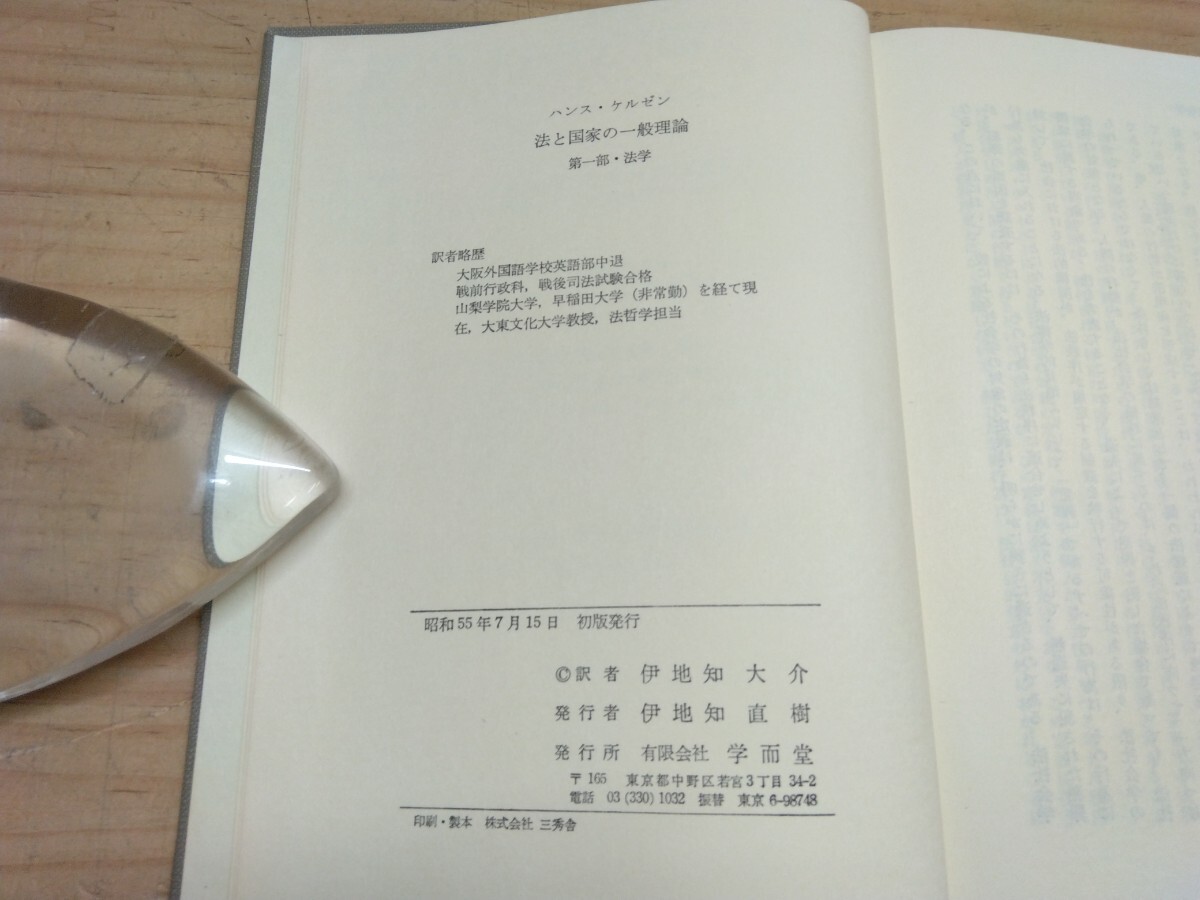 ハンス・ケルゼン
法と国家の一般理論
第一部・法学
訳者略歴
大阪外国語学校英語部中退
戦前行政科，戦後司法試験合格
山梨学院大学，早稲田大学（非常勤）を経て現
在，大東文化大学教授，法哲学担当
昭和55年7月15日　初版発行
©訳者　伊地知大介
発行者　伊地知直樹
発行所　有限会社 学而堂
〒165　東京都中野区若宮3丁目34-2
電話　03(330)1032　振替　東京6-98748
印刷・製本　株式会社 三秀舎